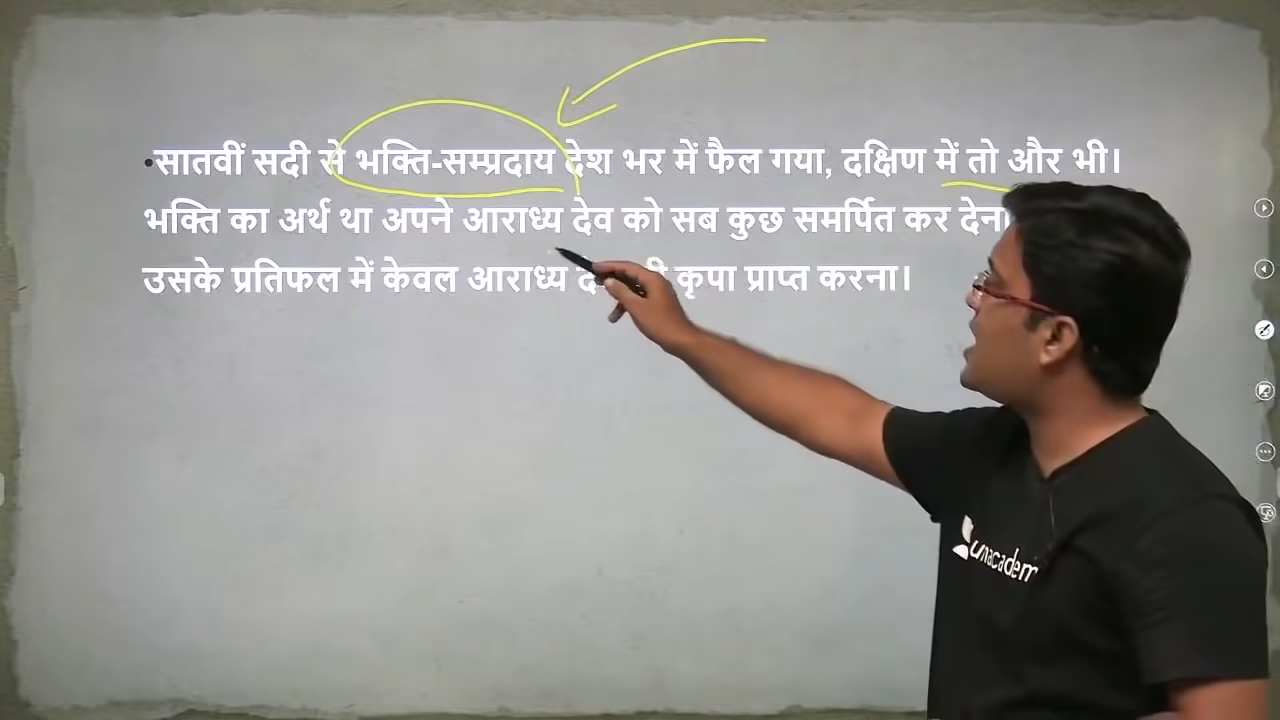 •सातवीं सदी से भक्ति-सम्प्रदाय देश भर में फैल गया, दक्षिण में तो और भी।
भक्ति का अर्थ था अपने आराध्य देव को सब कुछ समर्पित कर देना
उसके प्रतिफल में केवल आराध्य कृपा प्राप्त करना।
unacadem